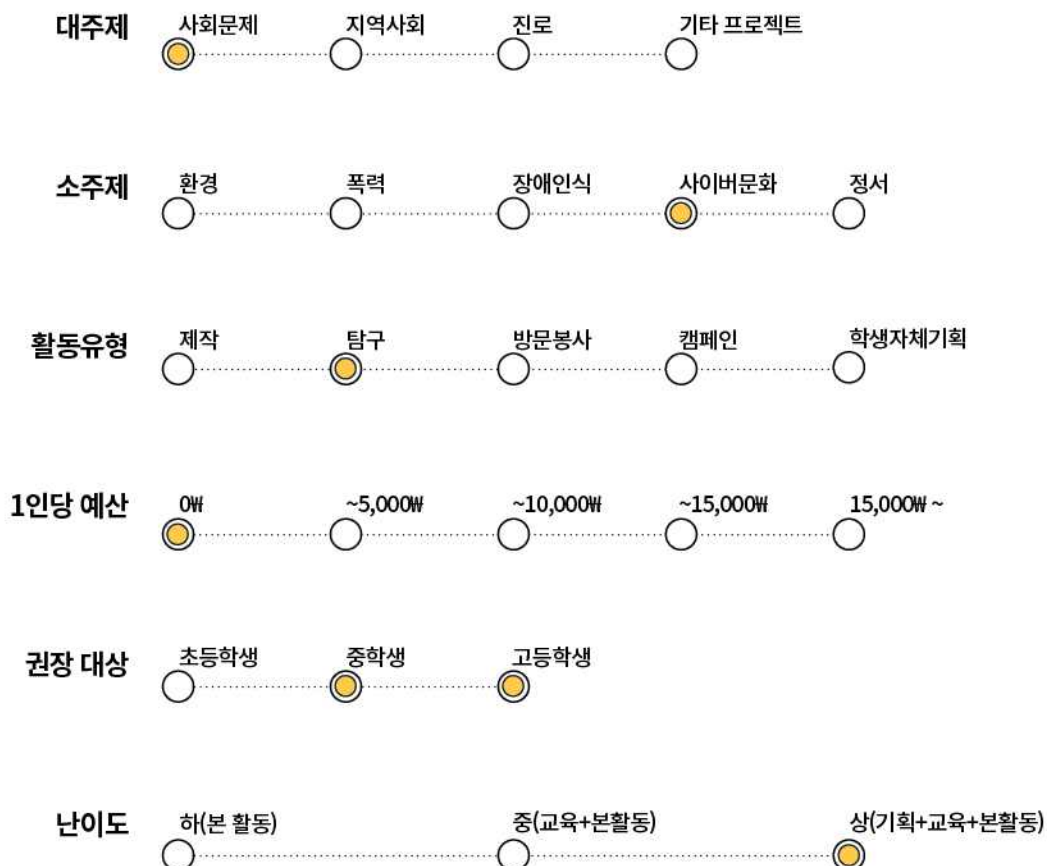 대주제 사회문제 지역사회 진로 기타 프로젝트
소주제 환경 폭력 장애인식 사이버문화 정서
활동유형 제작 탐구 방문봉사 캠페인 학생자체기획
1인당 예산 0₩ ~5,000₩ ~10,000₩ ~15,000₩ 15,000₩ ~
권장 대상 초등학생 중학생 고등학생
난이도 하(본 활동) 중(교육+본활동) 상(기획+교육+본활동)